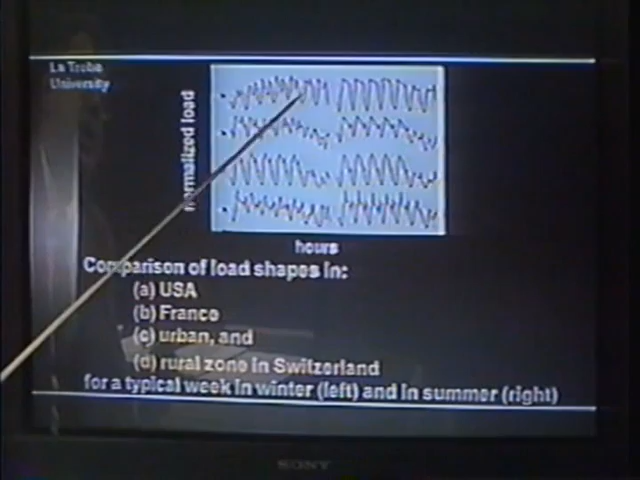 La Trobe
University
normalized load
hours
Comparison of load shapes in:
(a) USA
(b) France
(c) urban, and
(d) rural zone in Switzerland
for a typical week in winter (left) and in summer (right)
SONY